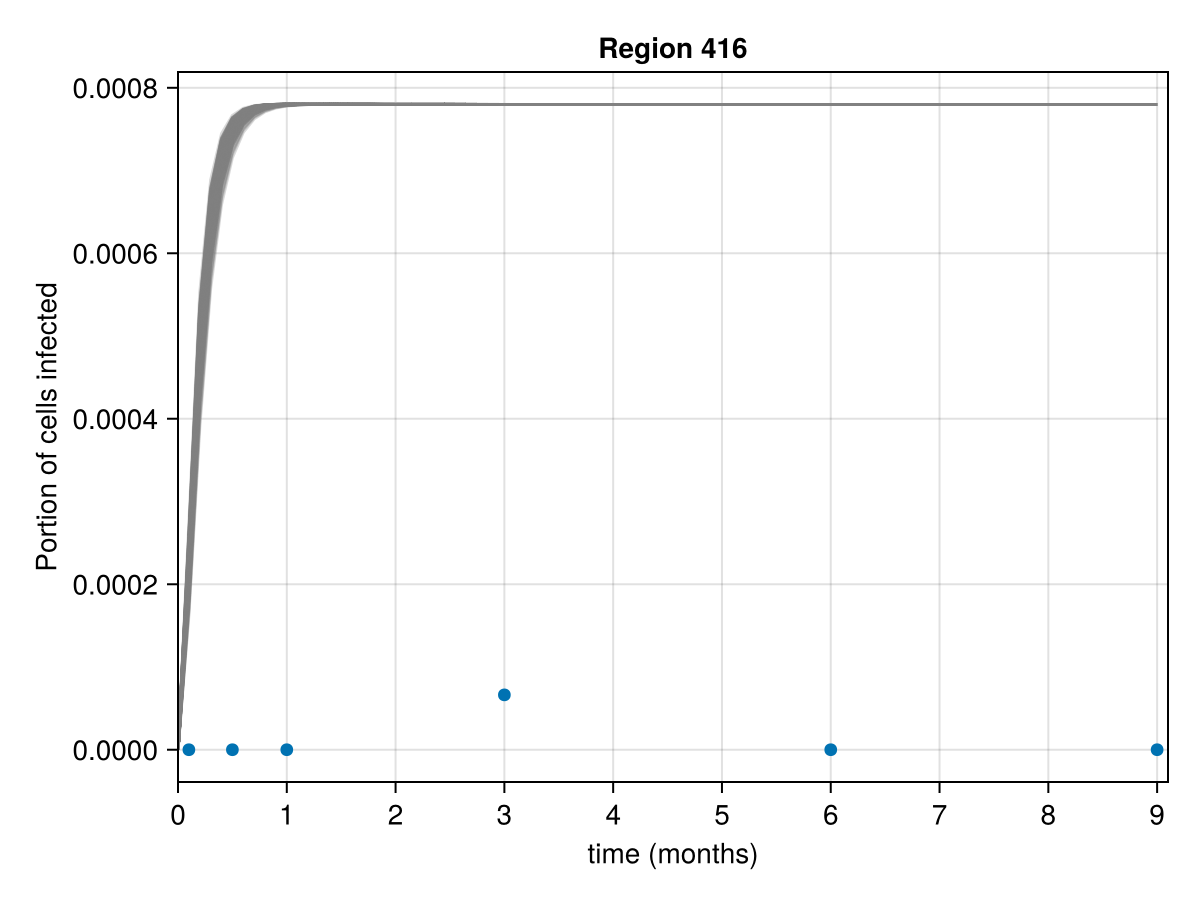 Region 416
Portion of cells infected
0.0008
0.0006
0.0004
0.0002
0.0000
0 1 2 3 4 5 6 7 8 9
time (months)